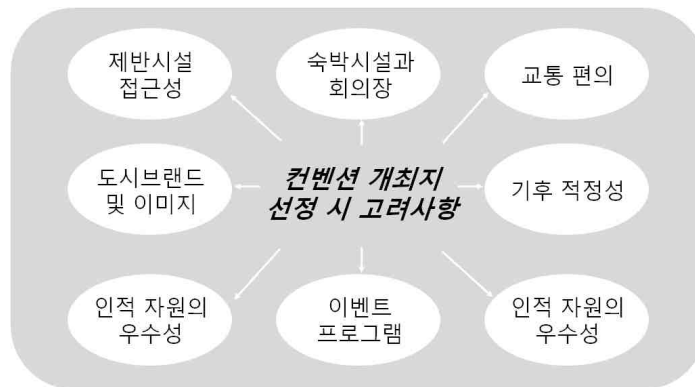 제반시설
접근성
숙박시설과
회의장
교통 편의
도시브랜드
및 이미지
컨벤션 개최지
선정 시 고려사항
기후 적정성
인적 자원의
우수성
이벤트
프로그램
인적 자원의
우수성